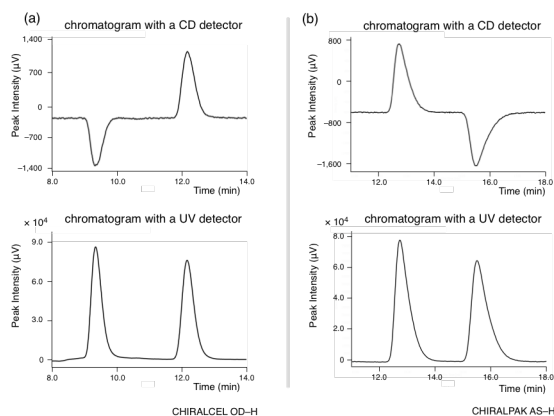 (a)
chromatogram with a CD detector
Peak Intensity (µV)
1,400
700
0
−700
−1,400
8.0 10.0 12.0 14.0
Time (min)
chromatogram with a UV detector
× 10⁴
Peak Intensity (µV)
9.0
6.0
3.0
0
8.0 10.0 12.0 14.0
Time (min)
CHIRALCEL OD–H
(b)
chromatogram with a CD detector
Peak Intensity (µV)
800
0
−800
−1,600
12.0 14.0 16.0 18.0
Time (min)
chromatogram with a UV detector
× 10⁴
Peak Intensity (µV)
8.0
6.0
4.0
2.0
0
12.0 14.0 16.0 18.0
Time (min)
CHIRALPAK AS–H